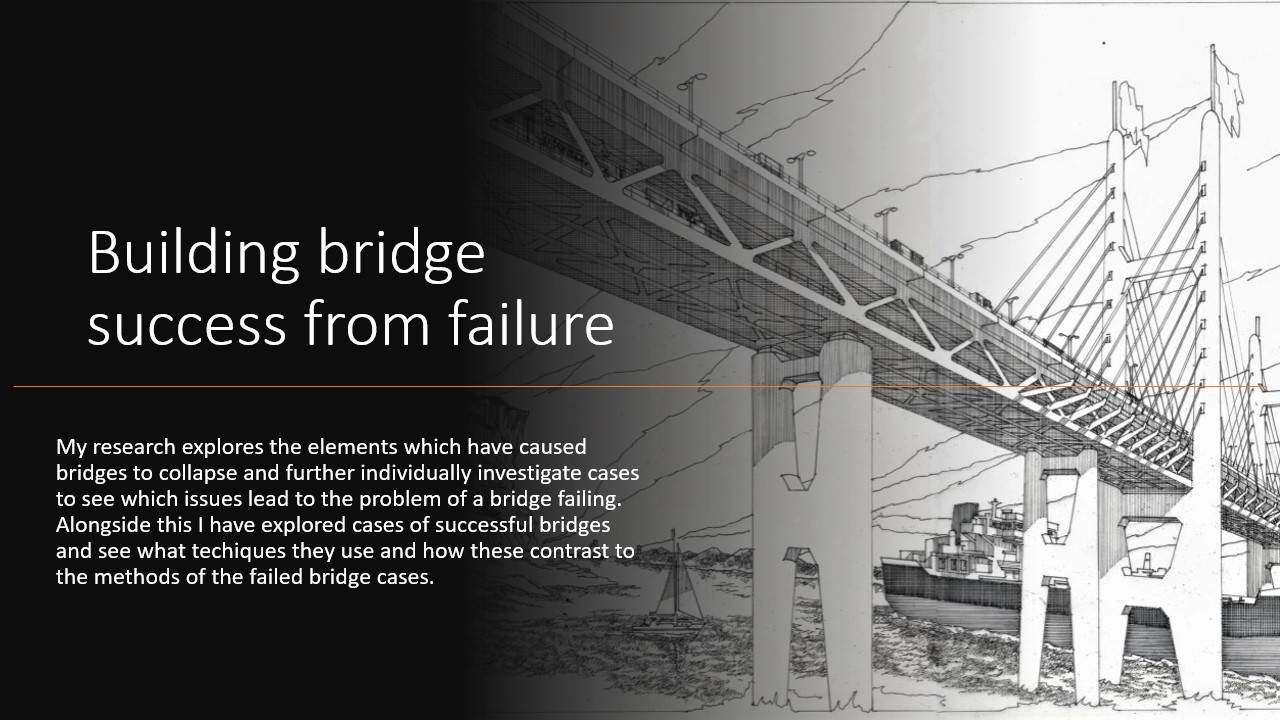 Building bridge
success from failure
My research explores the elements which have caused
bridges to collapse and further individually investigate cases
to see which issues lead to the problem of a bridge failing.
Alongside this I have explored cases of successful bridges
and see what techiques they use and how these contrast to
the methods of the failed bridge cases.